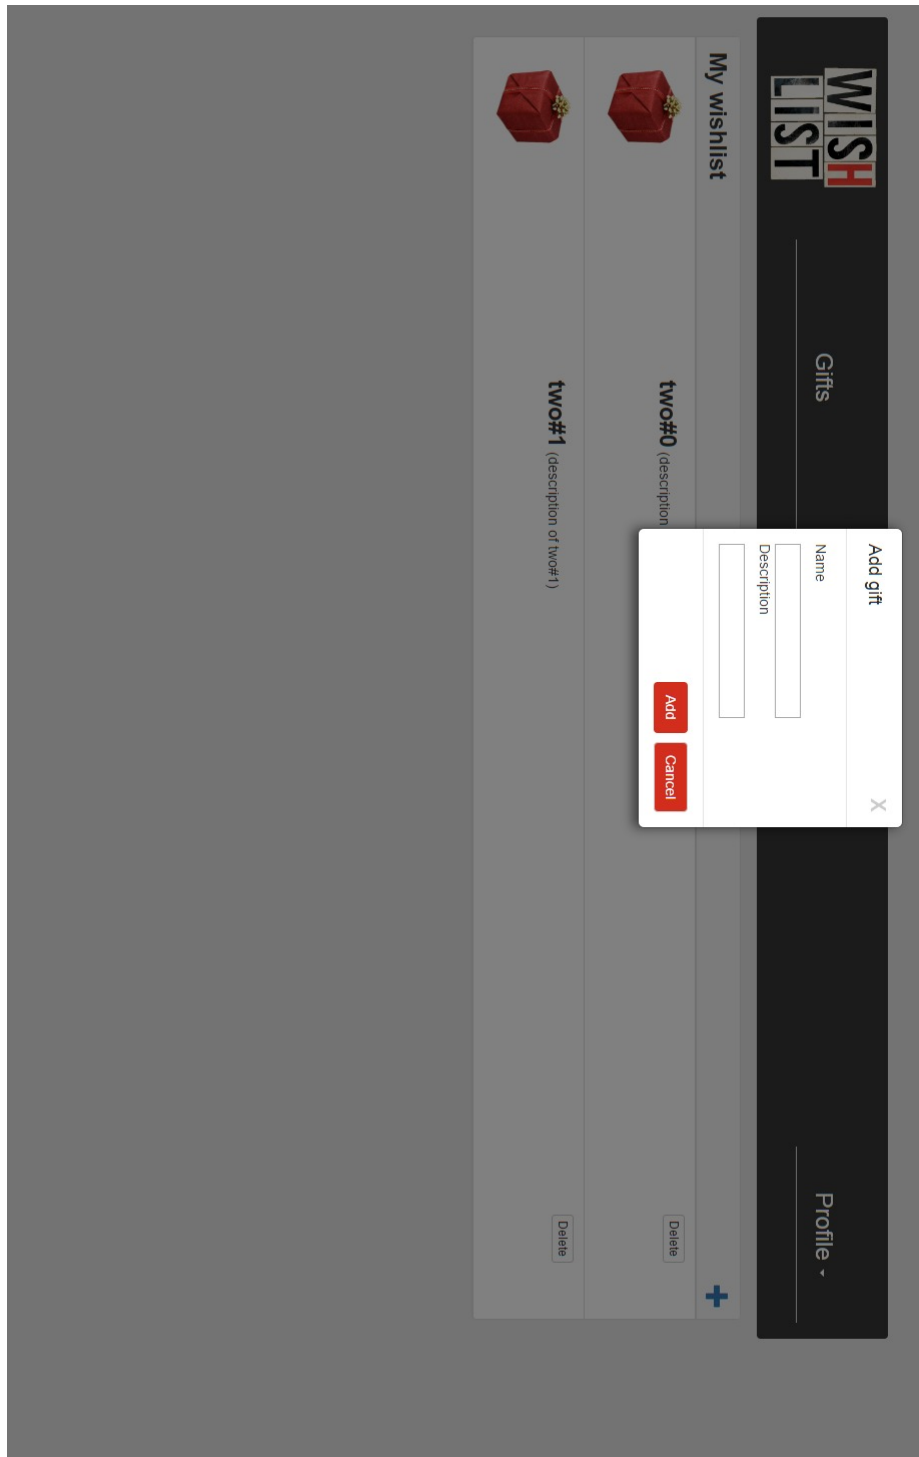 WISH
LIST
Gifts
Profile
Add gift
X
Name
Description
Add
Cancel
My wishlist
two#0 (description
Delete
two#1 (description of two#1)
Delete